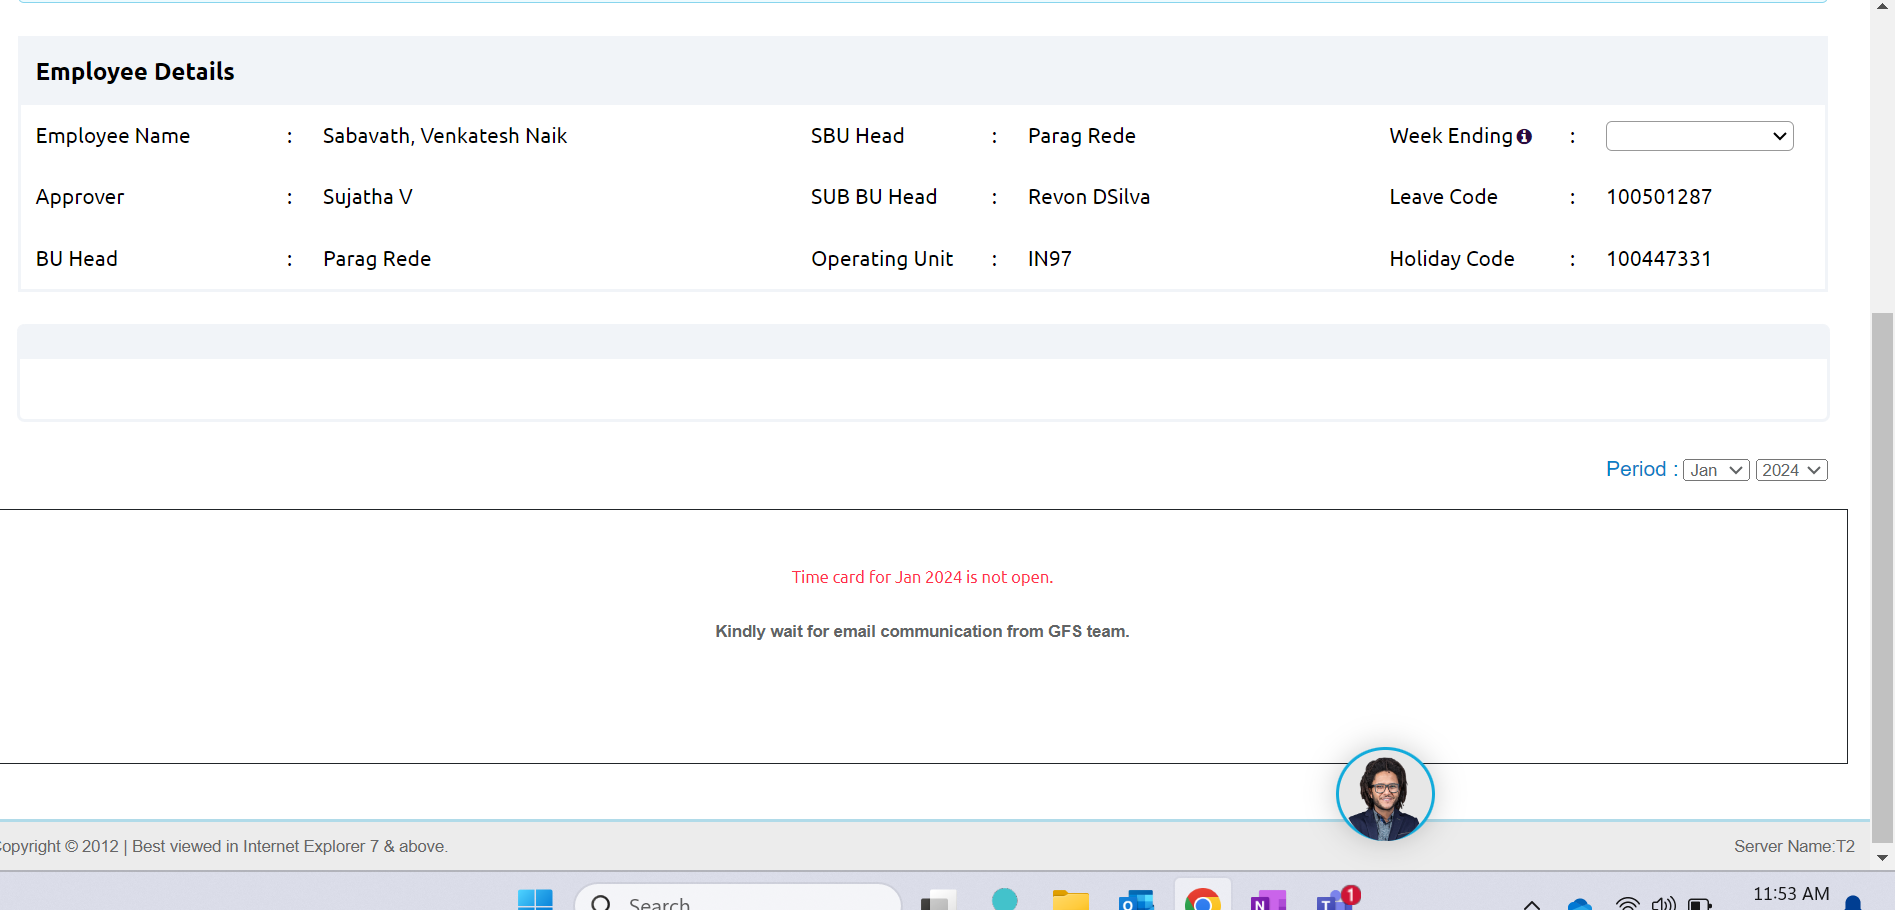 Employee Details
Employee Name : Sabavath, Venkatesh Naik SBU Head : Parag Rede Week Ending :
Approver : Sujatha V SUB BU Head : Revon DSilva Leave Code : 100501287
BU Head : Parag Rede Operating Unit : IN97 Holiday Code : 100447331
Period : Jan 2024
Time card for Jan 2024 is not open.
Kindly wait for email communication from GFS team.
opyright © 2012 | Best viewed in Internet Explorer 7 & above. Server Name:T2
Search 1 11:53 AM